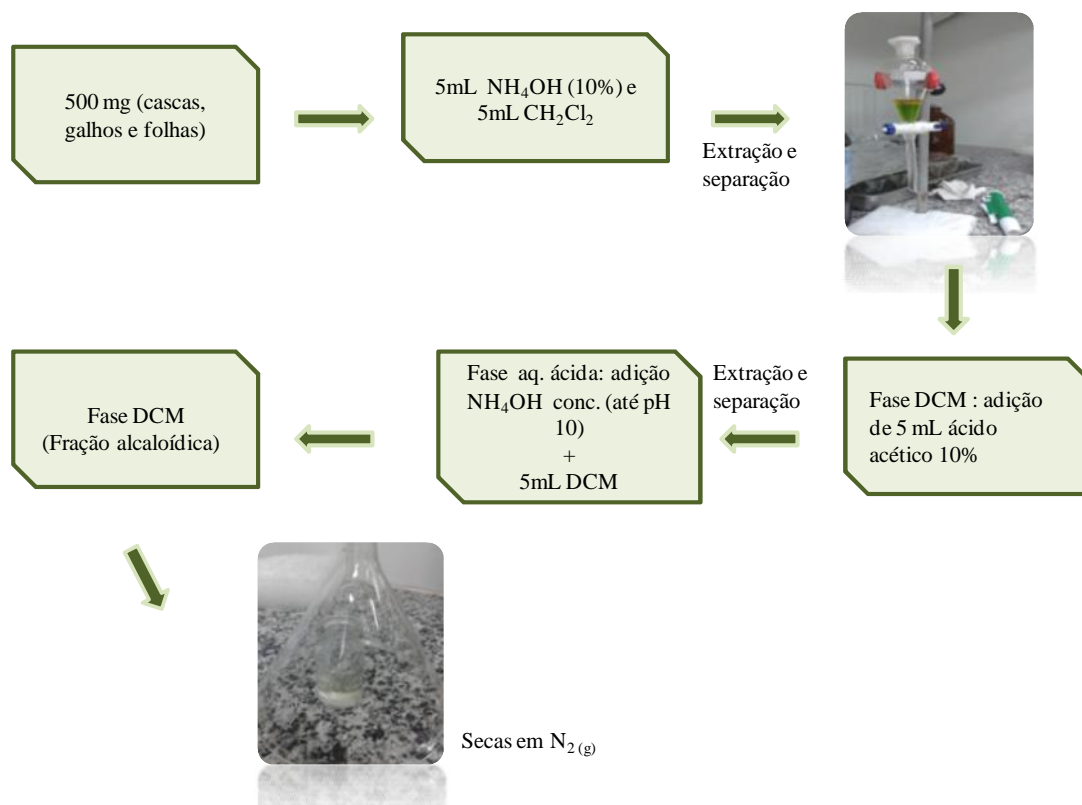 500 mg (cascas,
galhos e folhas)
5mL NH₄OH (10%) e
5mL CH₂Cl₂
Extração e
separação
Fase DCM : adição
de 5 mL ácido
acético 10%
Extração e
separação
Fase aq. ácida: adição
NH₄OH conc. (até pH
10)
+
5mL DCM
Fase DCM
(Fração alcaloídica)
Secas em N₂ (g)